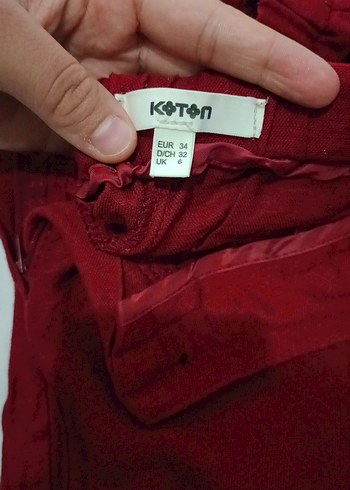 KOTON
EUR 34
D/CH 32
UK 6